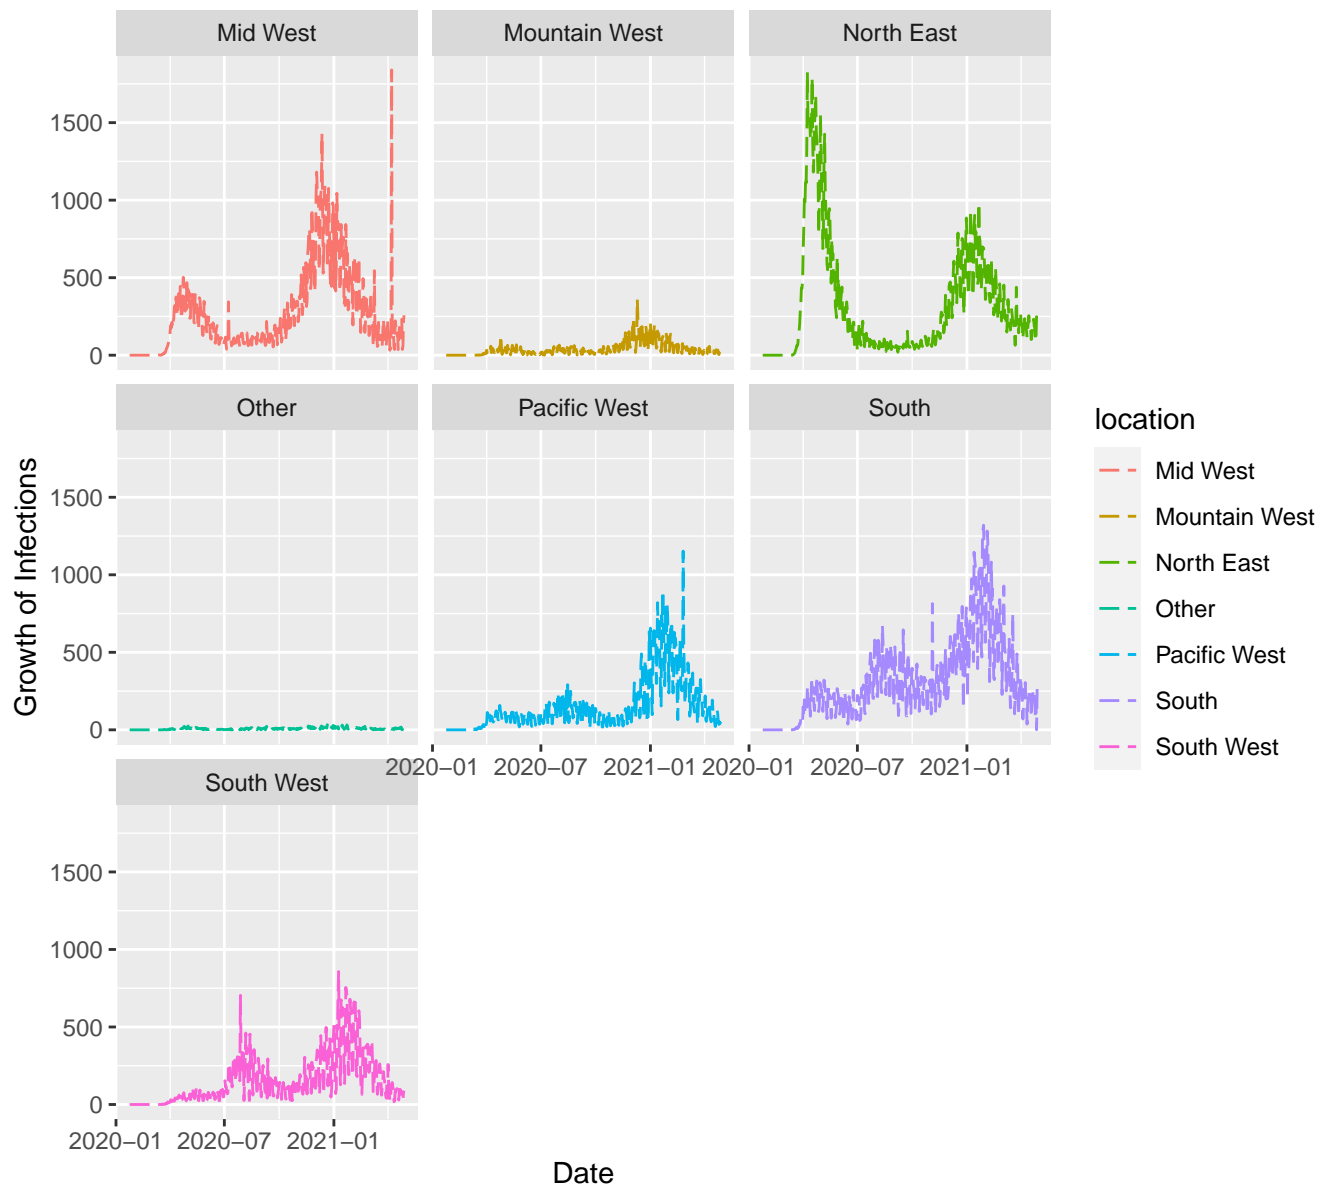 Mid West
Mountain West
North East
1500
1000
500
0
Other
Pacific West
South
1500
1000
500
0
2020−01
2020−07
2021−01
2020−01
2020−07
2021−01
South West
1500
1000
500
0
2020−01
2020−07
2021−01
Date
Growth of Infections
location
Mid West
Mountain West
North East
Other
Pacific West
South
South West